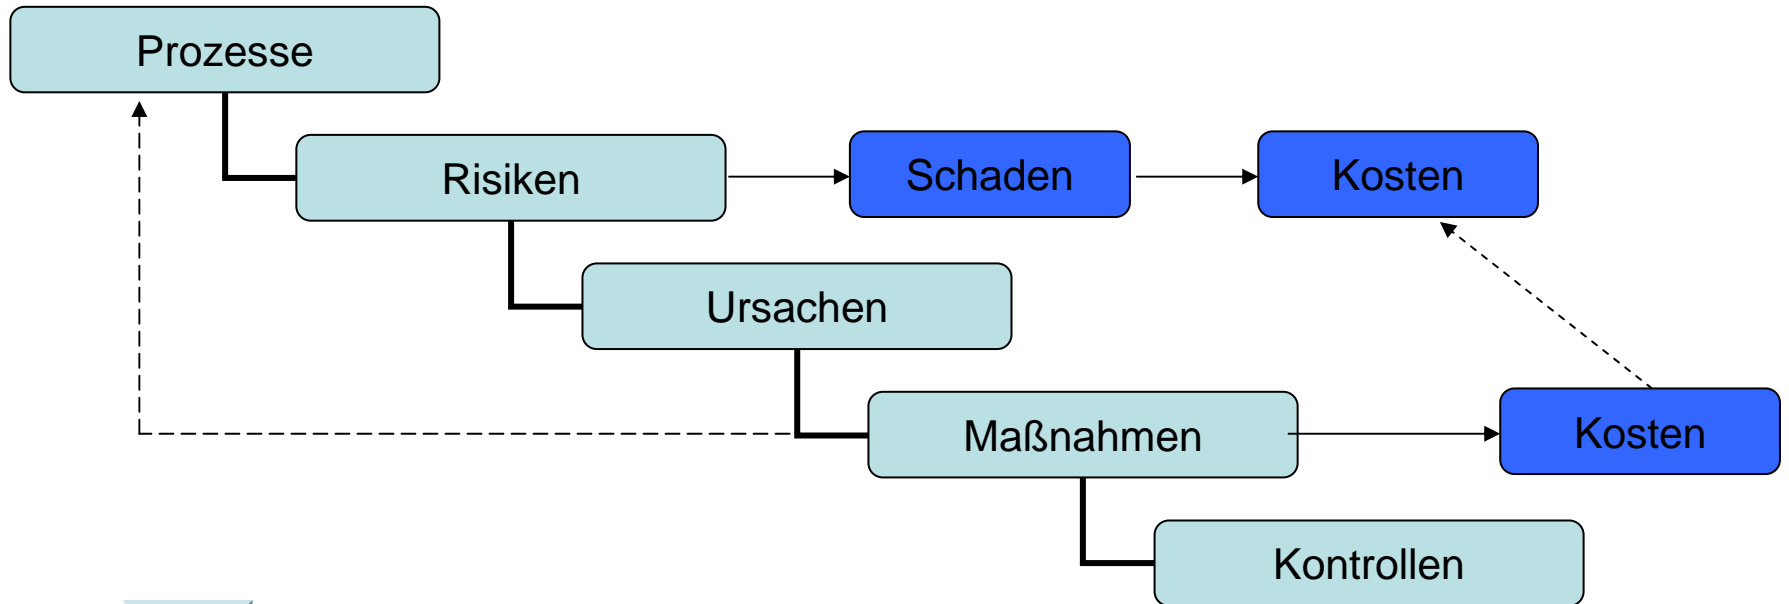 Prozesse
Risiken
Schaden
Kosten
Ursachen
Maßnahmen
Kosten
Kontrollen